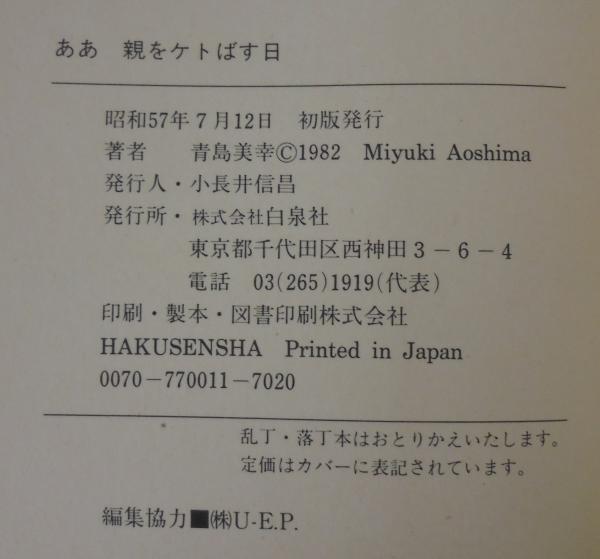 ああ　親をケトばす日
昭和57年7月12日　初版発行
著者　　青島美幸©1982　Miyuki Aoshima
発行人・小長井信昌
発行所・株式会社白泉社
東京都千代田区西神田3－6－4
電話　03(265)1919(代表)
印刷・製本・図書印刷株式会社
HAKUSENSHA　Printed in Japan
0070－770011－7020
乱丁・落丁本はおとりかえいたします。
定価はカバーに表記されています。
編集協力■㈱U-E.P.